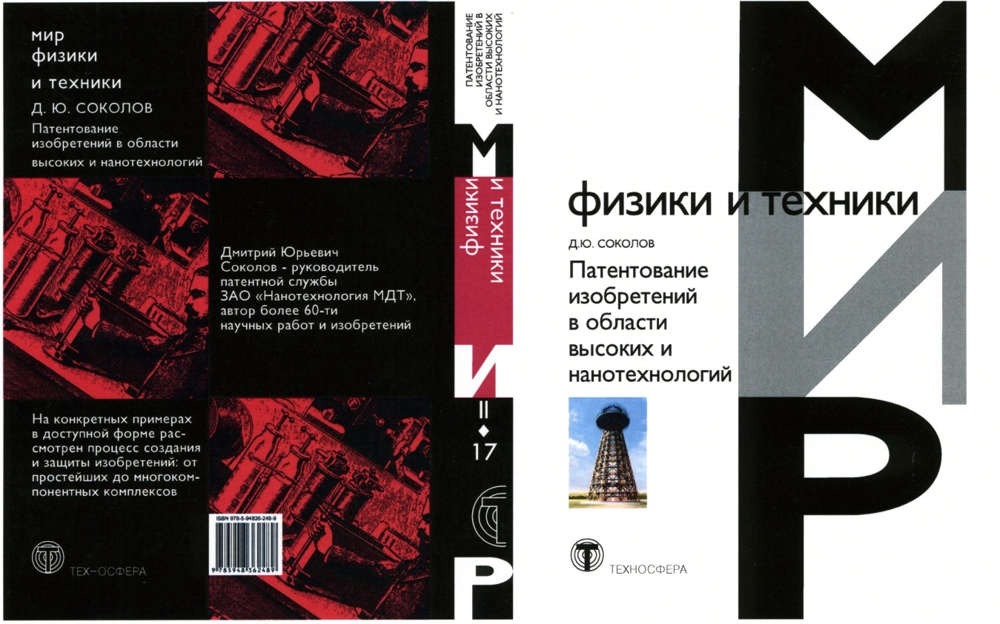 мир
физики
и техники
Д. Ю. СОКОЛОВ
Патентование
изобретений в области
высоких и нанотехнологий
Дмитрий Юрьевич
Соколов - руководитель
патентной службы
ЗАО «Нанотехнология МДТ»,
автор более 60-ти
научных работ и изобретений
На конкретных примерах
в доступной форме рас-
смотрен процесс создания
и защиты изобретений: от
простейших до многоком-
понентных комплексов
ISBN 978-5-94836-248-9
9 785948 362489
ТЕХ-ОСФЕРА
ПАТЕНТОВАНИЕ
ИЗОБРЕТЕНИЙ В
ОБЛАСТИ ВЫСОКИХ
И НАНОТЕХНОЛОГИЙ
МИР
физики
и техники
II
17
МИР
физики и техники
Д.Ю. СОКОЛОВ
Патентование
изобретений
в области
высоких и
нанотехнологий
ТЕХНОСФЕРА